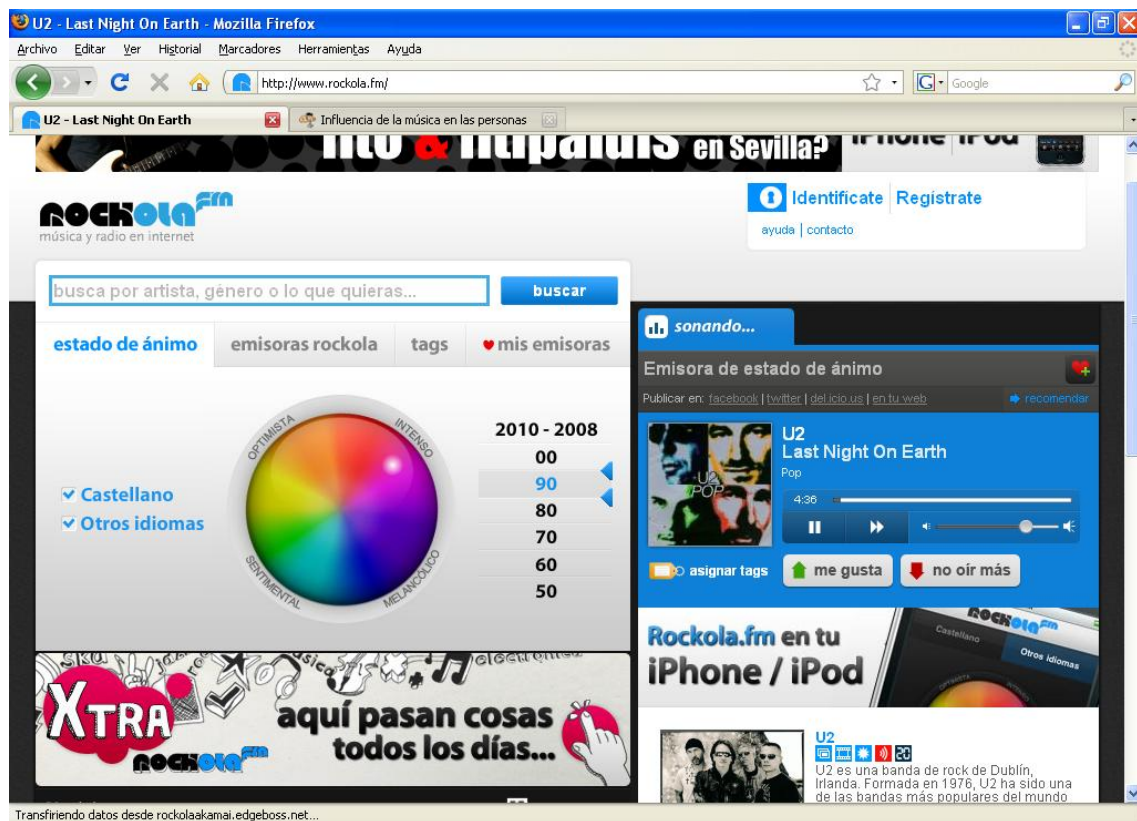 U2 - Last Night On Earth - Mozilla Firefox
Archivo Editar Ver Historial Marcadores Herramientas Ayuda
http://www.rockola.fm/
G Google
U2 - Last Night On Earth
Influencia de la música en las personas
& en Sevilla? iPhone iPod
ROCKOLA fm
música y radio en internet
Identifícate Regístrate
ayuda | contacto
busca por artista, género o lo que quieras...
buscar
estado de ánimo emisoras rockola tags mis emisoras
Castellano
Otros idiomas
OPTIMISTA
INTENSO
SENTIMENTAL
MELANCÓLICO
2010 - 2008
00
90
80
70
60
50
sonando...
Emisora de estado de ánimo
Publicar en: facebook | twitter | del.icio.us | en tu web
recomendar
U2
POP
U2
Last Night On Earth
Pop
4:36
asignar tags
me gusta
no oír más
Rockola.fm en tu
iPhone / iPod
ROCKOLA fm
Castellano
Otros idiomas
ska
música
electrónica
XTRA
ROCKOLA fm
aquí pasan cosas
todos los días...
U2
20
U2 es una banda de rock de Dublín,
Irlanda. Formada en 1976, U2 ha sido una
de las bandas más populares del mundo
Transfiriendo datos desde rockolaakamai.edgeboss.net...